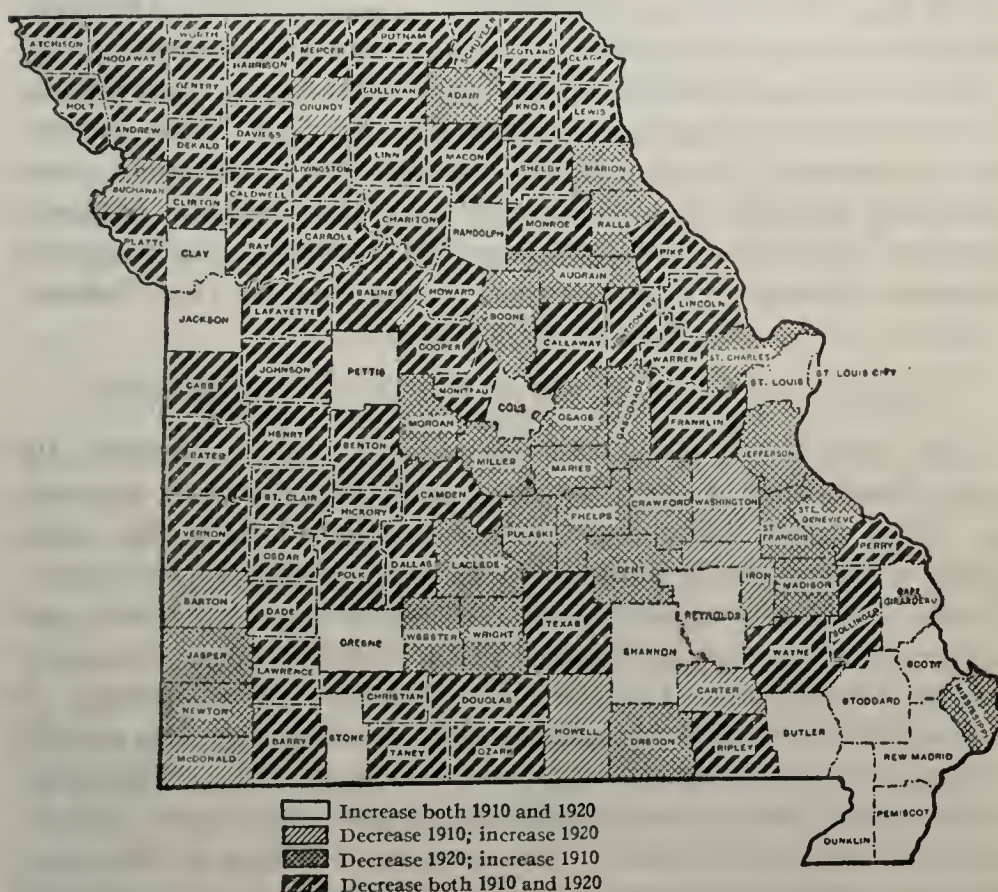 ATCHISON NODAWAY WORTH HARRISON MERCER PUTNAM SCHUYLER SCOTLAND CLARK
HOLT GENTRY GRUNDY SULLIVAN ADAIR KNOX LEWIS
ANDREW DEKALB DAVIESS LIVINGSTON LINN MACON SHELBY MARION
BUCHANAN CLINTON CALDWELL CHARITON RANDOLPH MONROE RALLS
PLATTE CLAY RAY CARROLL AUDRAIN PIKE
JACKSON LAFAYETTE SALINE HOWARD BOONE CALLAWAY MONTGOMERY LINCOLN
CASS JOHNSON PETTIS COOPER MONITEAU COLE OSAGE GASCONADE WARREN ST. CHARLES ST. LOUIS ST. LOUIS CITY
BATES HENRY BENTON MORGAN MILLER MARIES FRANKLIN JEFFERSON
VERNON ST. CLAIR HICKORY CAMDEN PULASKI PHELPS CRAWFORD WASHINGTON ST. FRANCOIS STE. GENEVIEVE
BARTON CEDAR POLK DALLAS LACLEDE DENT IRON MADISON PERRY
DADE TEXAS REYNOLDS BOLLINGER CAPE GIRARDEAU
JASPER LAWRENCE GREENE WEBSTER WRIGHT SHANNON WAYNE SCOTT
NEWTON CHRISTIAN DOUGLAS CARTER STODDARD MISSISSIPPI
McDONALD BARRY STONE TANEY OZARK HOWELL OREGON RIPLEY BUTLER NEW MADRID
PEMISCOT
DUNKLIN
Increase both 1910 and 1920
Decrease 1910; increase 1920
Decrease 1920; increase 1910
Decrease both 1910 and 1920